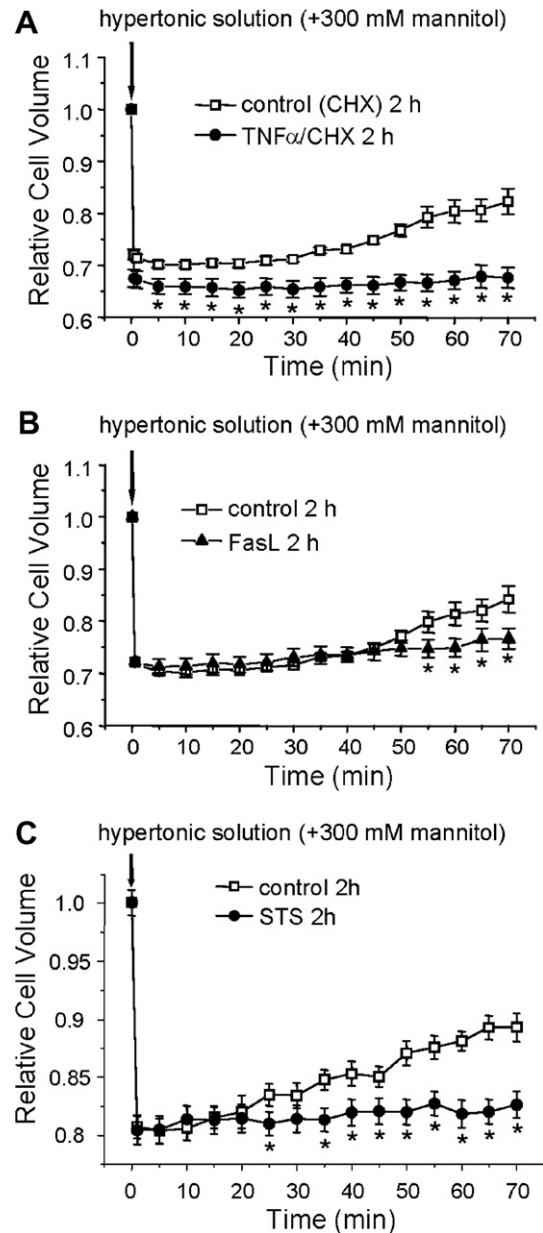 A
hypertonic solution (+300 mM mannitol)
Relative Cell Volume
1.1
1.0
0.9
0.8
0.7
0.6
control (CHX) 2 h
TNFα/CHX 2 h
* * * * * * * * * * * * * *
0 10 20 30 40 50 60 70
Time (min)
B
hypertonic solution (+300 mM mannitol)
Relative Cell Volume
1.1
1.0
0.9
0.8
0.7
0.6
control 2 h
FasL 2 h
* * * *
0 10 20 30 40 50 60 70
Time (min)
C
hypertonic solution (+300 mM mannitol)
Relative Cell Volume
1.0
0.95
0.9
0.85
0.8
control 2h
STS 2h
* * * * * * * * *
0 10 20 30 40 50 60 70
Time (min)